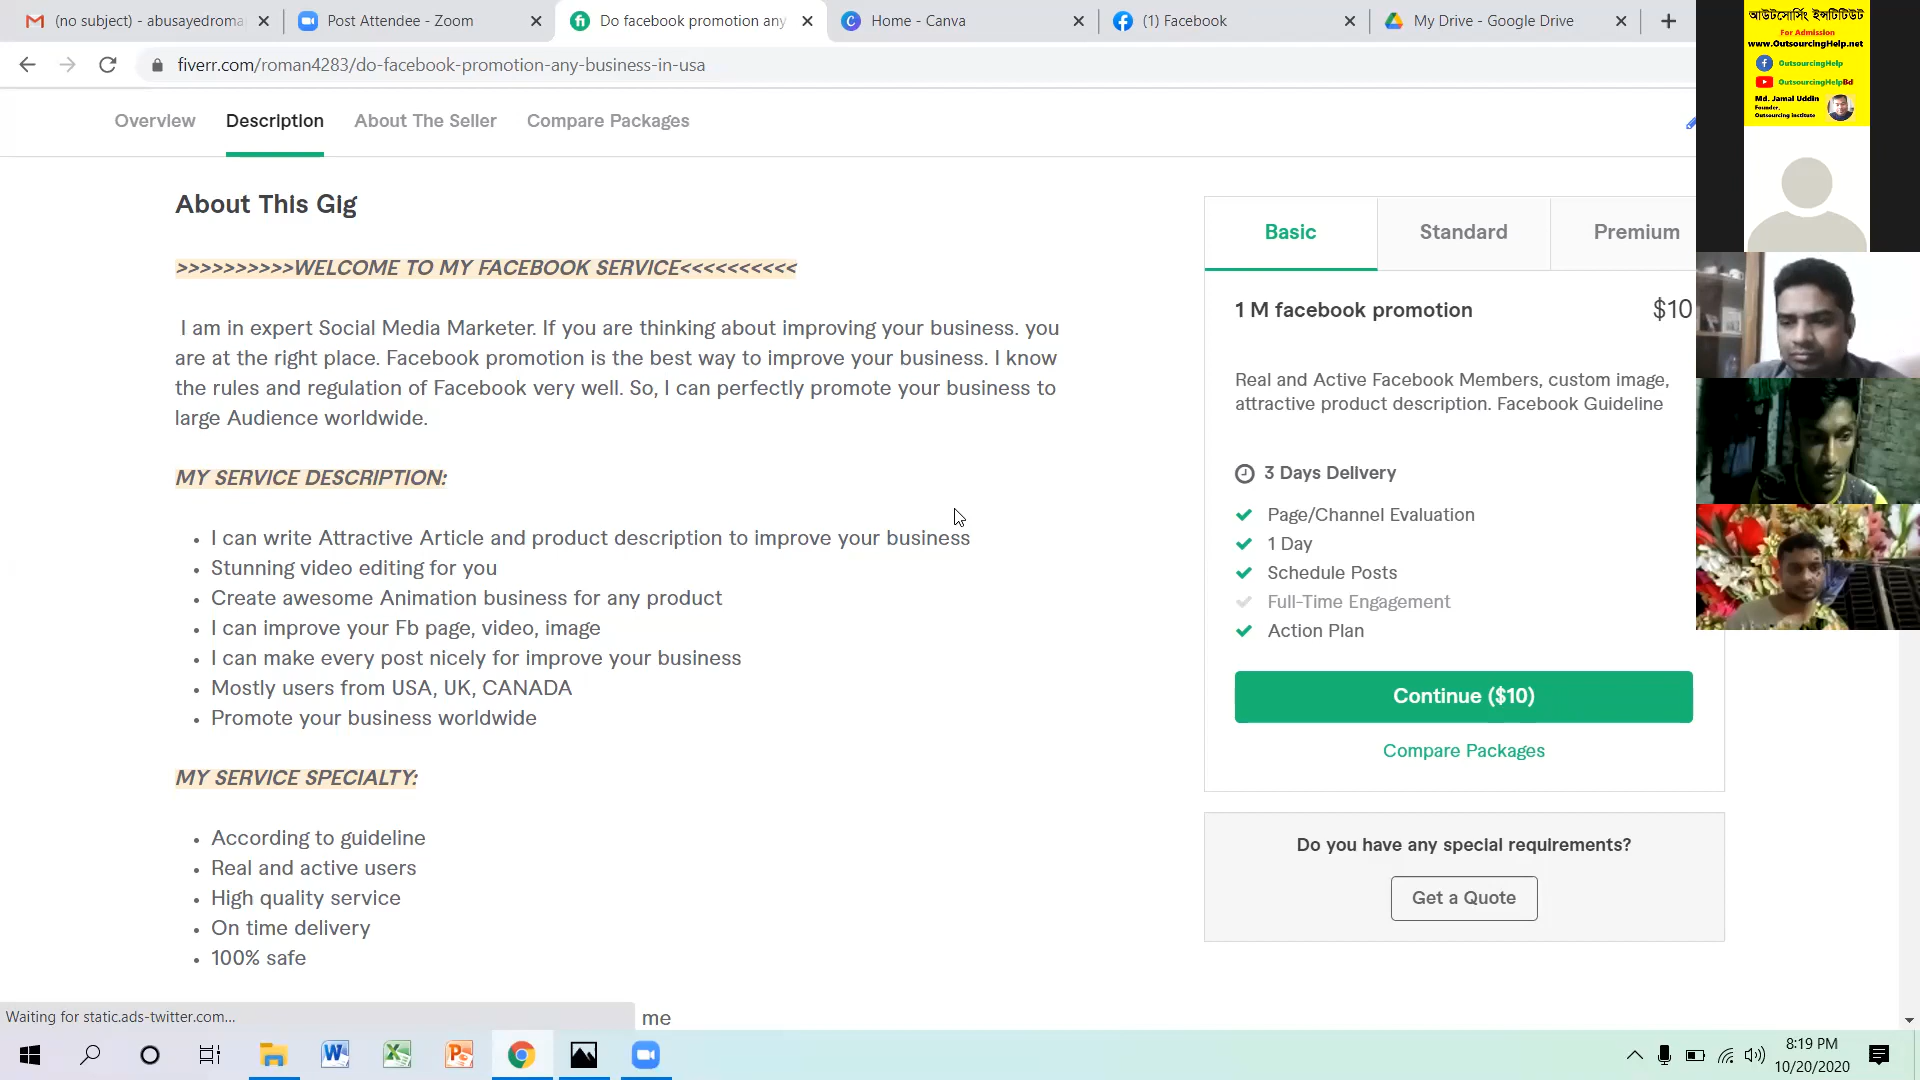 (no subject) - abusayedroma
Post Attendee - Zoom
Do facebook promotion any
Home - Canva
(1) Facebook
My Drive - Google Drive
fiverr.com/roman4283/do-facebook-promotion-any-business-in-usa
Overview
Description
About The Seller
Compare Packages
About This Gig
>>>>>>>>>>WELCOME TO MY FACEBOOK SERVICE<<<<<<<<<<
I am in expert Social Media Marketer. If you are thinking about improving your business. you
are at the right place. Facebook promotion is the best way to improve your business. I know
the rules and regulation of Facebook very well. So, I can perfectly promote your business to
large Audience worldwide.
MY SERVICE DESCRIPTION:
• I can write Attractive Article and product description to improve your business
• Stunning video editing for you
• Create awesome Animation business for any product
• I can improve your Fb page, video, image
• I can make every post nicely for improve your business
• Mostly users from USA, UK, CANADA
• Promote your business worldwide
MY SERVICE SPECIALTY:
• According to guideline
• Real and active users
• High quality service
• On time delivery
• 100% safe
me
Waiting for static.ads-twitter.com...
Basic
Standard
Premium
1 M facebook promotion
$10
Real and Active Facebook Members, custom image,
attractive product description. Facebook Guideline
3 Days Delivery
Page/Channel Evaluation
1 Day
Schedule Posts
Full-Time Engagement
Action Plan
Continue ($10)
Compare Packages
Do you have any special requirements?
Get a Quote
আউটসোর্সিং ইন্সটিটিউট
For Admission
www.OutsourcingHelp.net
OutsourcingHelp
OutsourcingHelpBd
Md. Jamal Uddin
Founder,
Outsourcing Institute
8:19 PM
10/20/2020